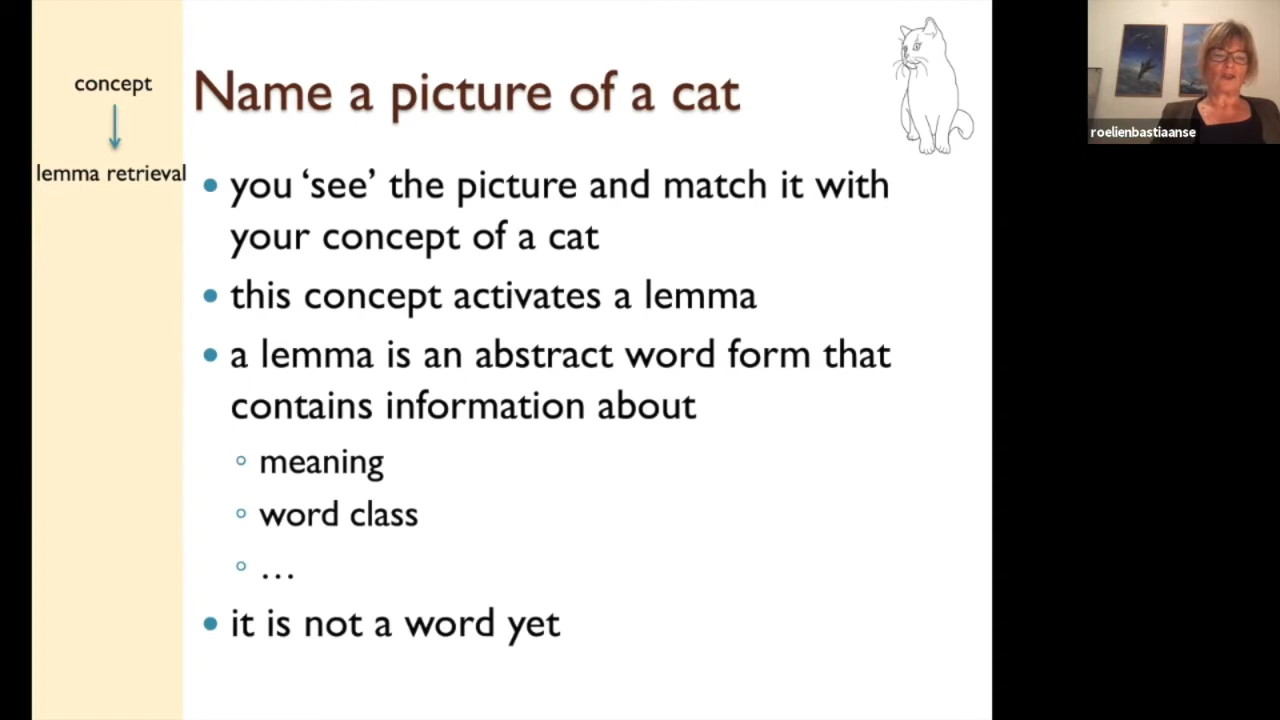 concept
lemma retrieval
Name a picture of a cat
• you ‘see’ the picture and match it with
your concept of a cat
• this concept activates a lemma
• a lemma is an abstract word form that
contains information about
◦ meaning
◦ word class
◦ …
• it is not a word yet
roelienbastiaanse